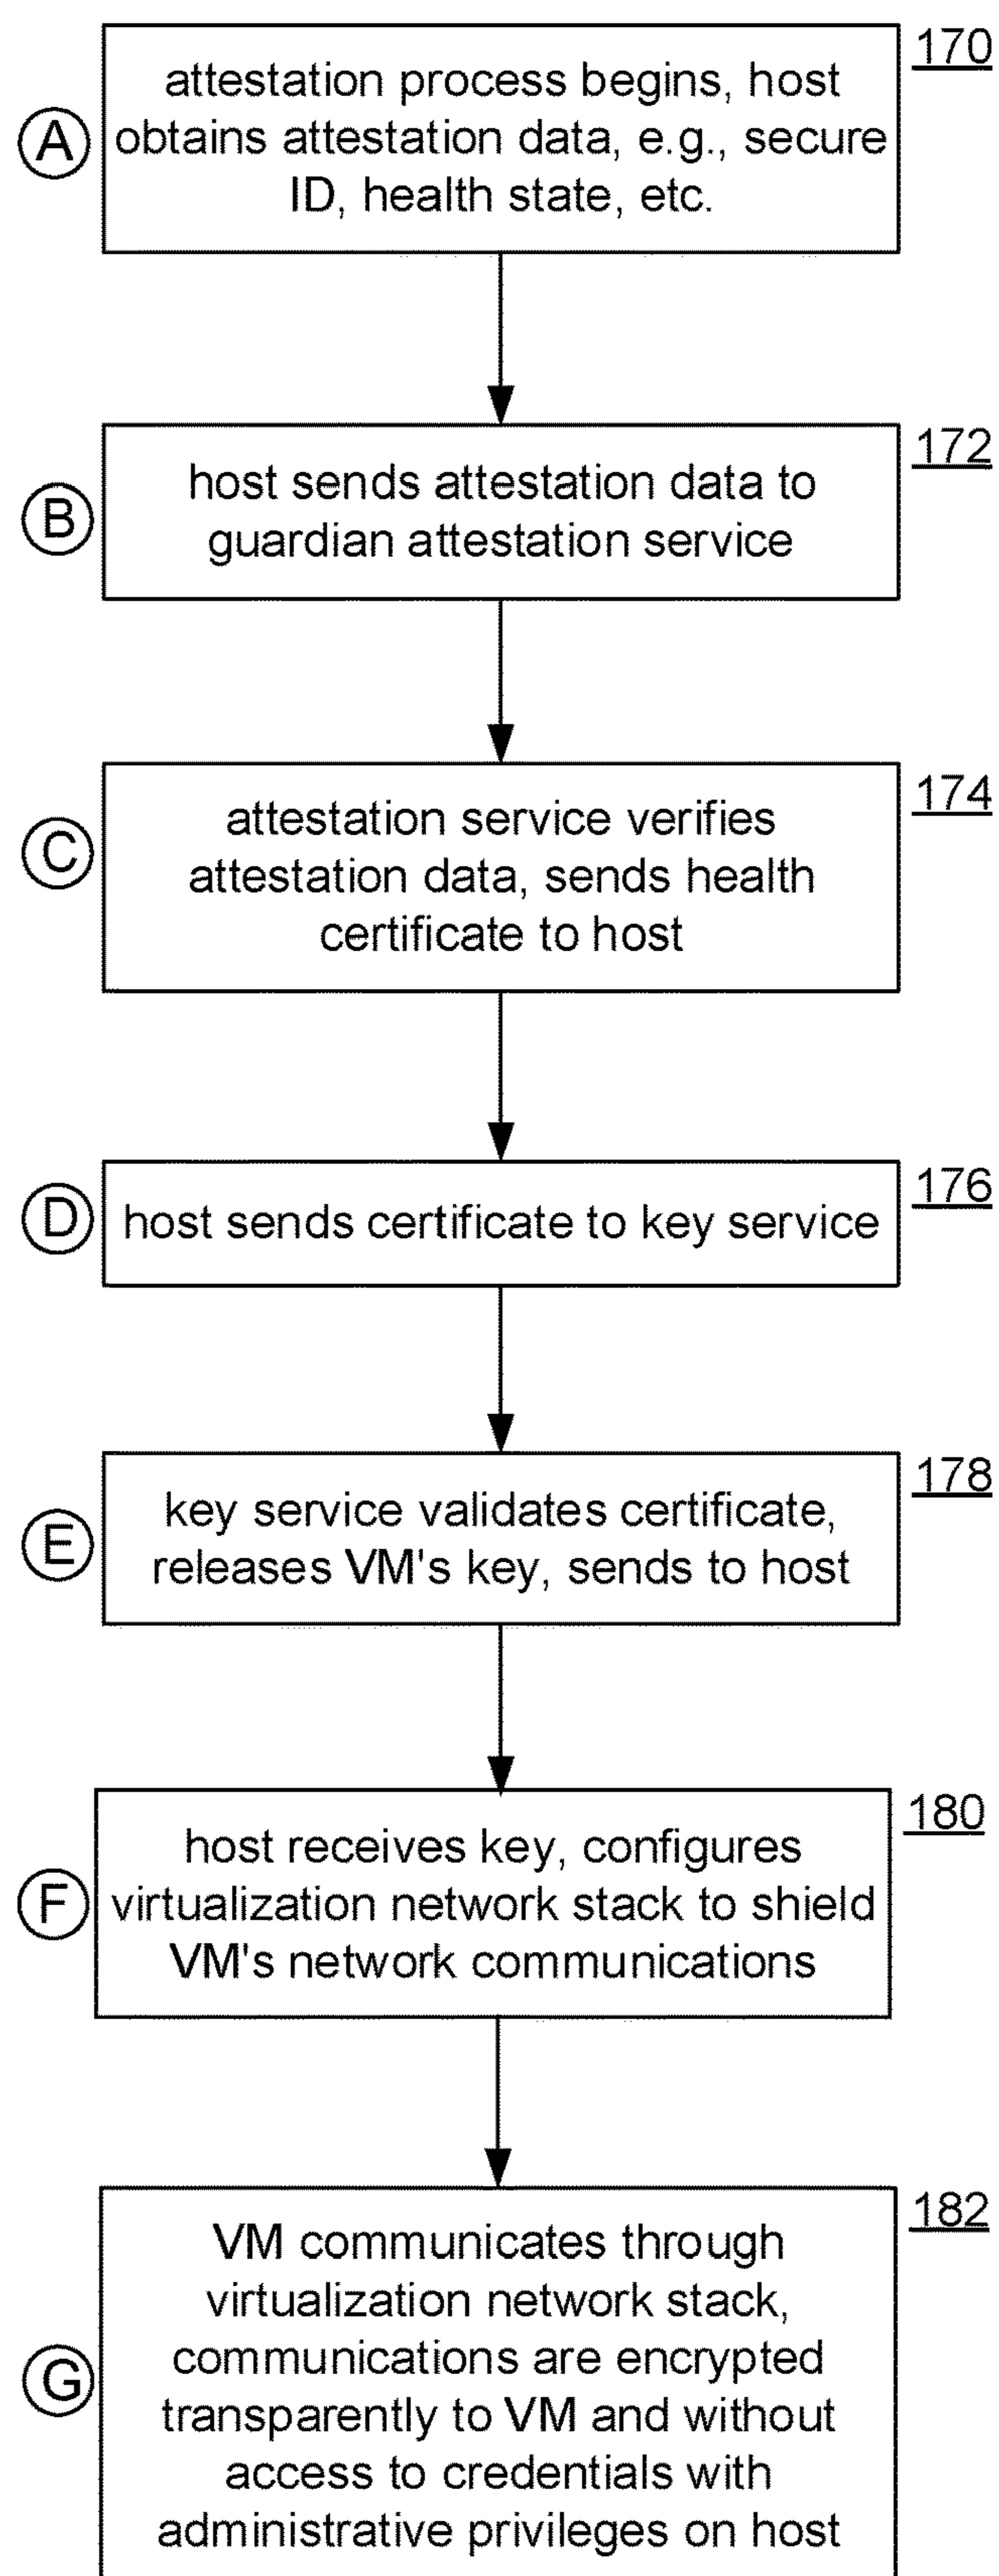 170
attestation process begins, host
A
obtains attestation data, e.g., secure
ID, health state, etc.
172
host sends attestation data to
B
guardian attestation service
174
attestation service verifies
C
attestation data, sends health
certificate to host
176
D
host sends certificate to key service
178
key service validates certificate,
E
releases VM's key, sends to host
180
host receives key, configures
F
virtualization network stack to shield
VM's network communications
182
VM communicates through
virtualization network stack,
communications are encrypted
G
transparently to VM and without
access to credentials with
administrative privileges on host